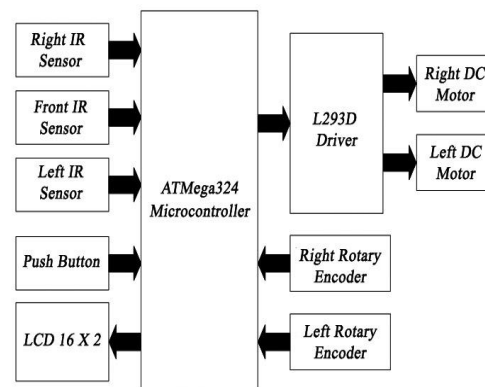 Right IR
Sensor
Front IR
Sensor
Left IR
Sensor
Push Button
LCD 16 X 2
ATMega324
Microcontroller
L293D
Driver
Right DC
Motor
Left DC
Motor
Right Rotary
Encoder
Left Rotary
Encoder